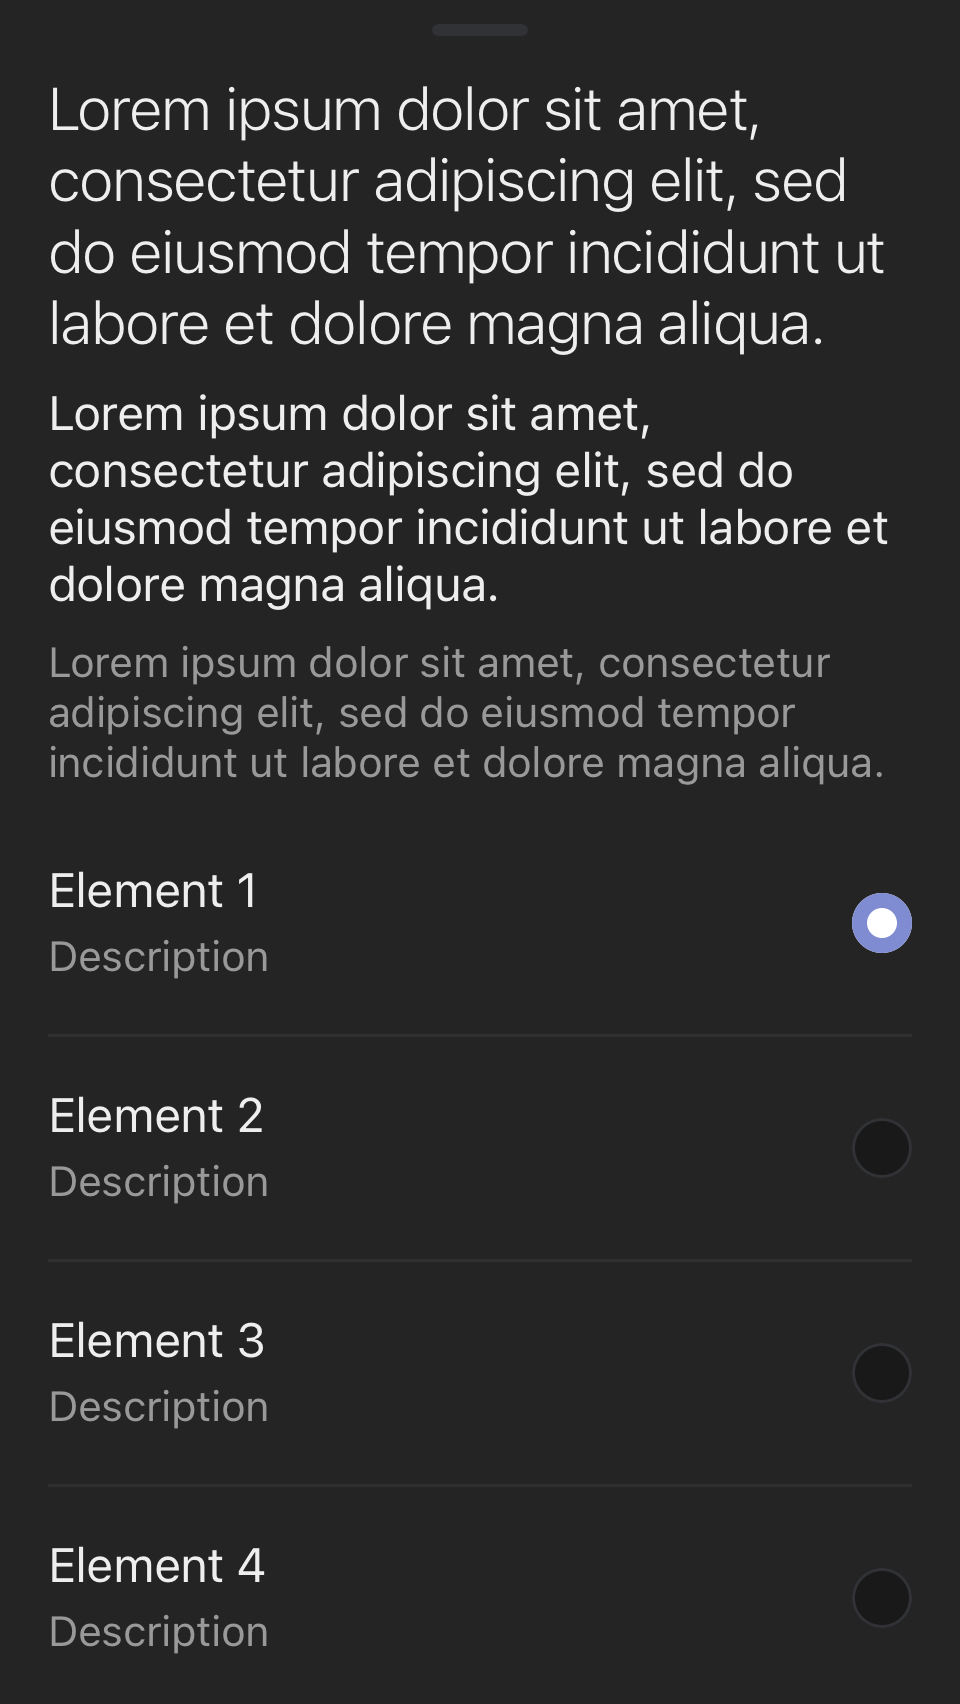 Lorem ipsum dolor sit amet,
consectetur adipiscing elit, sed
do eiusmod tempor incididunt ut
labore et dolore magna aliqua.
Lorem ipsum dolor sit amet,
consectetur adipiscing elit, sed do
eiusmod tempor incididunt ut labore et
dolore magna aliqua.
Lorem ipsum dolor sit amet, consectetur
adipiscing elit, sed do eiusmod tempor
incididunt ut labore et dolore magna aliqua.
Element 1
Description
Element 2
Description
Element 3
Description
Element 4
Description